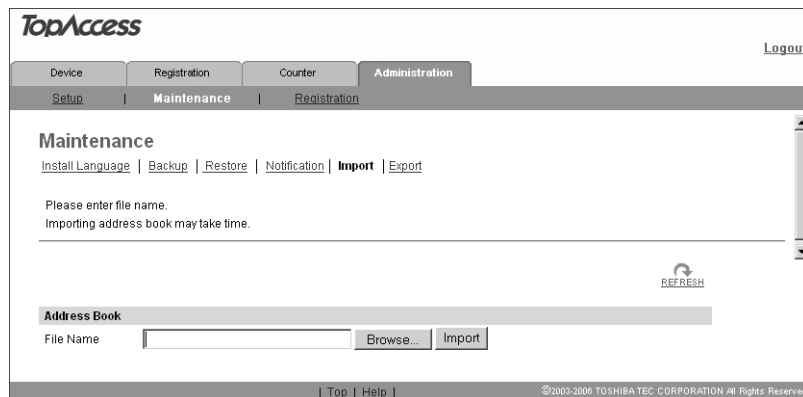 TopAccess
Logout
Device Registration Counter Administration
Setup | Maintenance | Registration
Maintenance
Install Language | Backup | Restore | Notification | Import | Export
Please enter file name.
Importing address book may take time.
REFRESH
Address Book
File Name Browse... Import
| Top | Help | ©2003-2006 TOSHIBA TEC CORPORATION All Rights Reserved